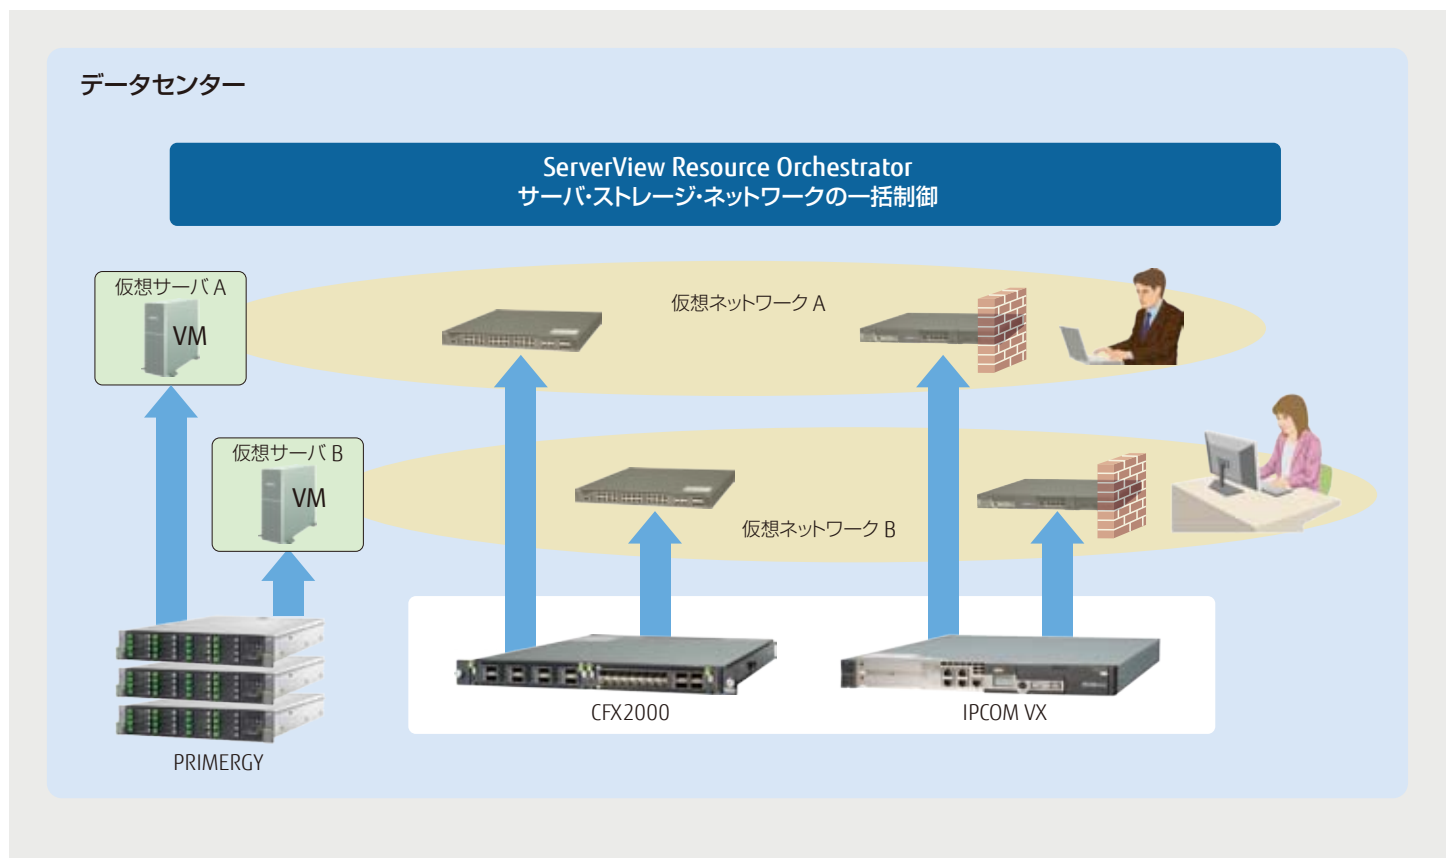 データセンター
ServerView Resource Orchestrator
サーバ・ストレージ・ネットワークの一括制御
仮想サーバ A
VM
仮想ネットワーク A
仮想サーバ B
VM
仮想ネットワーク B
CFX2000
IPCOM VX
PRIMERGY